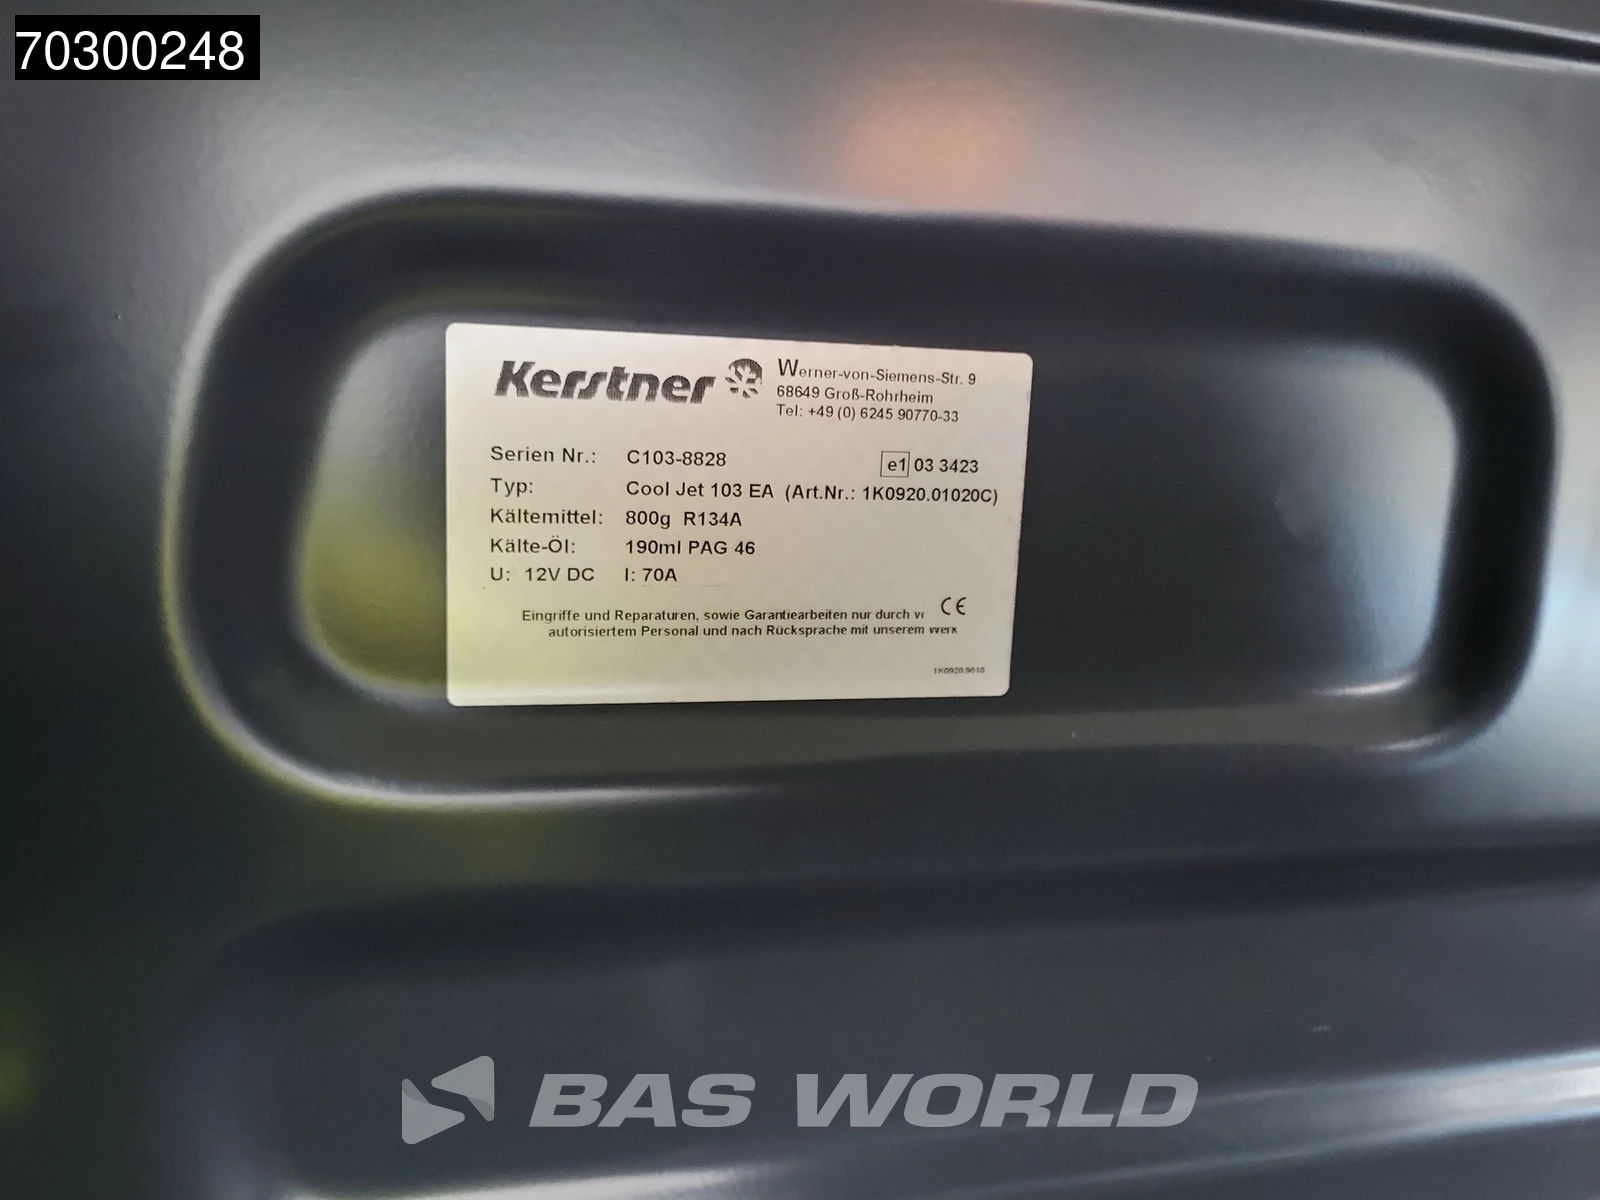 70300248
Kerstner
Werner-von-Siemens-Str. 9
68649 Groß-Rohrheim
Tel: +49 (0) 6245 90770-33
Serien Nr.: C103-8828 e1 03 3423
Typ: Cool Jet 103 EA (Art.Nr.: 1K0920.01020C)
Kältemittel: 800g R134A
Kälte-Öl: 190ml PAG 46
U: 12V DC I: 70A
Eingriffe und Reparaturen, sowie Garantiearbeiten nur durch CE
autorisiertem Personal und nach Rücksprache mit unserem Werk
1K0920.9010
BAS WORLD